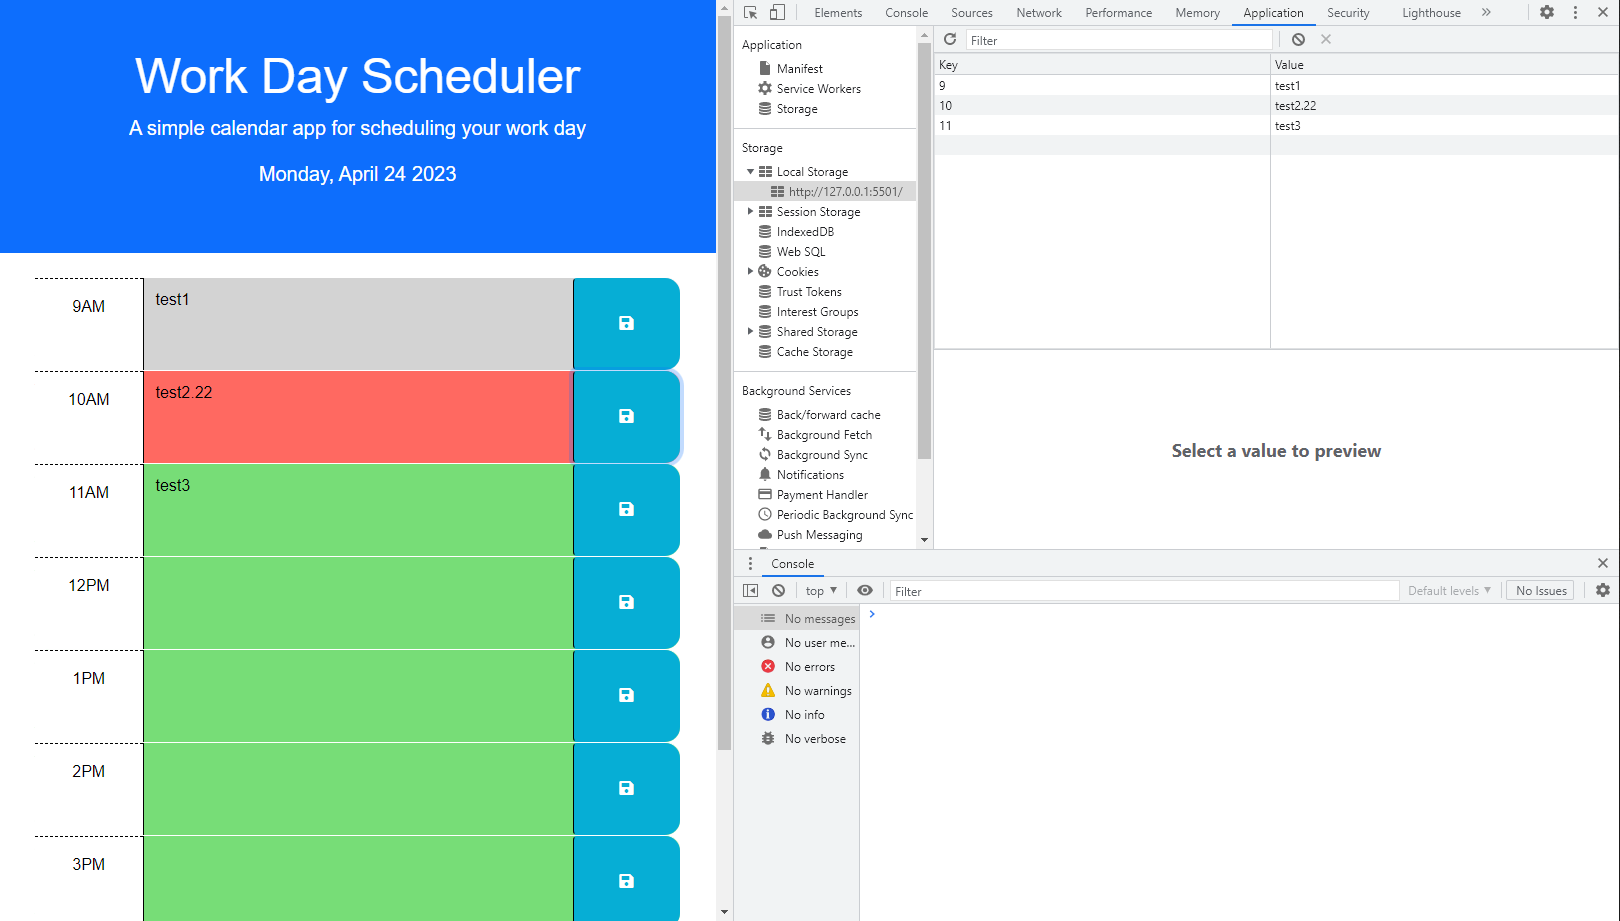 Work Day Scheduler
A simple calendar app for scheduling your work day
Monday, April 24 2023
9AM test1
10AM test2.22
11AM test3
12PM
1PM
2PM
3PM
Elements Console Sources Network Performance Memory Application Security Lighthouse
Application
Manifest
Service Workers
Storage
Storage
Local Storage
http://127.0.0.1:5501/
Session Storage
IndexedDB
Web SQL
Cookies
Trust Tokens
Interest Groups
Shared Storage
Cache Storage
Background Services
Back/forward cache
Background Fetch
Background Sync
Notifications
Payment Handler
Periodic Background Sync
Push Messaging
Filter
Key Value
9 test1
10 test2.22
11 test3
Select a value to preview
Console
top Filter Default levels No Issues
No messages
No user me...
No errors
No warnings
No info
No verbose